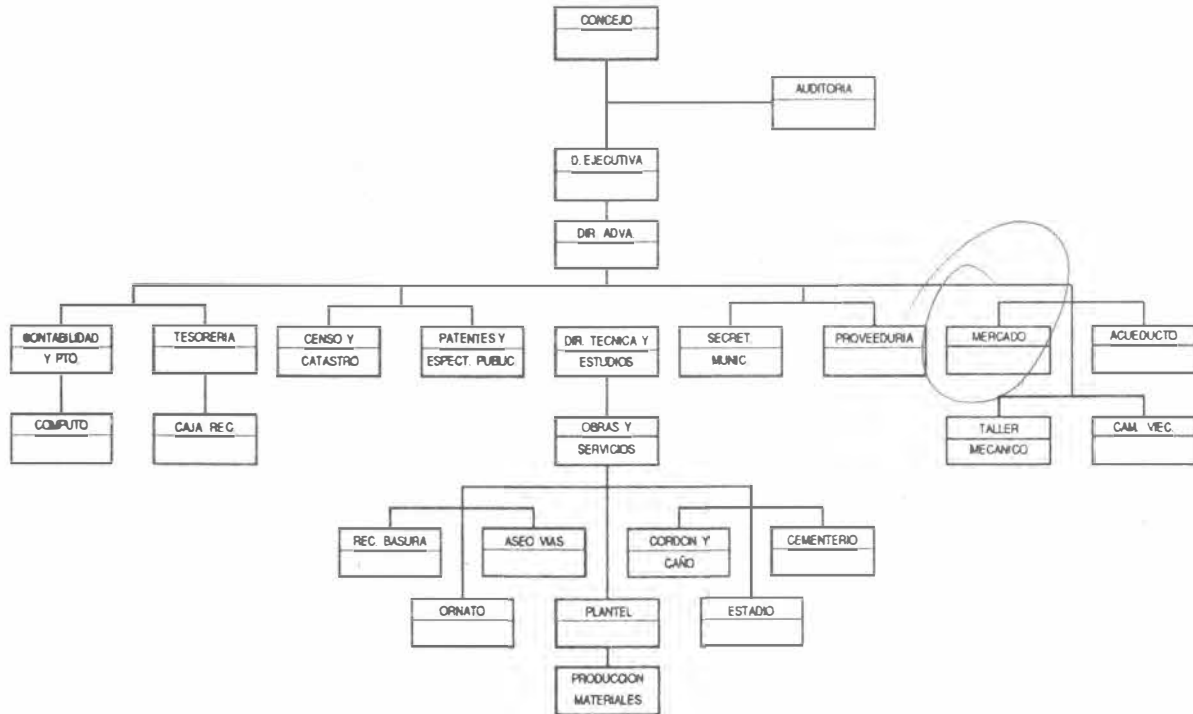 CONCEJO
AUDITORIA
D. EJECUTIVA
DIR. ADVA.
CONTABILIDAD
Y PTO.
TESORERIA
CENSO Y
CATASTRO
PATENTES Y
ESPECT. PUBLIC.
DIR. TECNICA Y
ESTUDIOS
SECRET.
MUNIC.
PROVEEDURIA
MERCADO
ACUEDUCTO
COMPUTO
CAJA REC.
OBRAS Y
SERVICIOS
TALLER
MECANICO
CAM. VIEC.
REC. BASURA
ASEO VIAS
CORDON Y
CAÑO
CEMENTERIO
ORNATO
PLANTEL
ESTADIO
PRODUCCION
MATERIALES